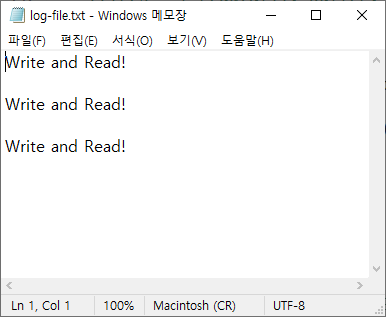 log-file.txt - Windows 메모장
파일(F) 편집(E) 서식(O) 보기(V) 도움말(H)
Write and Read!
Write and Read!
Write and Read!
Ln 1, Col 1 100% Macintosh (CR) UTF-8